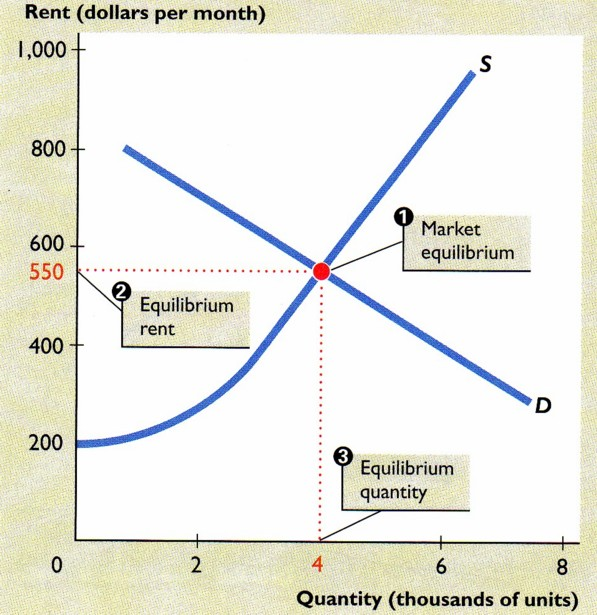 Rent (dollars per month)
1,000
S
800
1
Market
equilibrium
600
550
2
Equilibrium
rent
400
D
200
3
Equilibrium
quantity
0
2
4
6
8
Quantity (thousands of units)